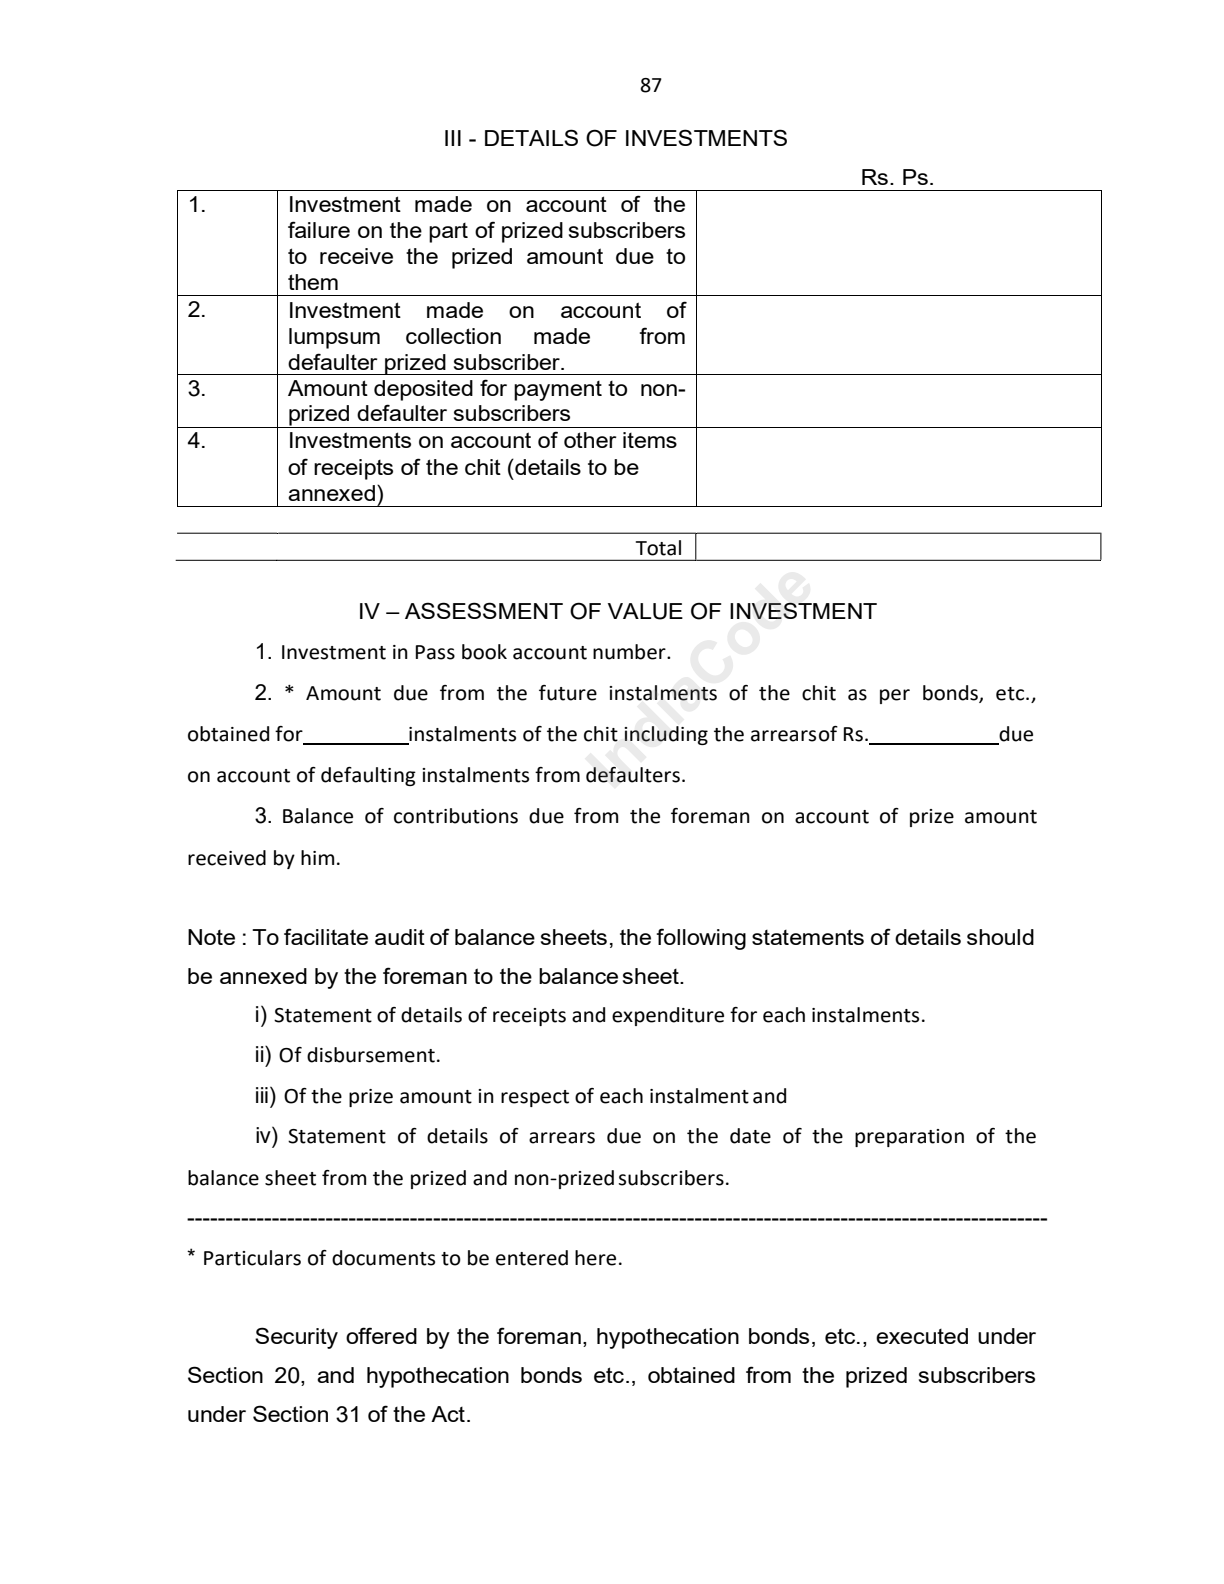 87
III - DETAILS OF INVESTMENTS
Rs. Ps.
1. Investment made on account of the
failure on the part of prized subscribers
to receive the prized amount due to
them
2. Investment made on account of
lumpsum collection made from
defaulter prized subscriber.
3. Amount deposited for payment to non-
prized defaulter subscribers
4. Investments on account of other items
of receipts of the chit (details to be
annexed)
Total
IV – ASSESSMENT OF VALUE OF INVESTMENT
1. Investment in Pass book account number.
2. * Amount due from the future instalments of the chit as per bonds, etc.,
obtained for_________instalments of the chit including the arrearsof Rs.___________due
on account of defaulting instalments from defaulters.
3. Balance of contributions due from the foreman on account of prize amount
received by him.
Note : To facilitate audit of balance sheets, the following statements of details should
be annexed by the foreman to the balance sheet.
i) Statement of details of receipts and expenditure for each instalments.
ii) Of disbursement.
iii) Of the prize amount in respect of each instalment and
iv) Statement of details of arrears due on the date of the preparation of the
balance sheet from the prized and non-prized subscribers.
----------------------------------------------------------------------------------------------------------------
* Particulars of documents to be entered here.
Security offered by the foreman, hypothecation bonds, etc., executed under
Section 20, and hypothecation bonds etc., obtained from the prized subscribers
under Section 31 of the Act.
IndiaCode